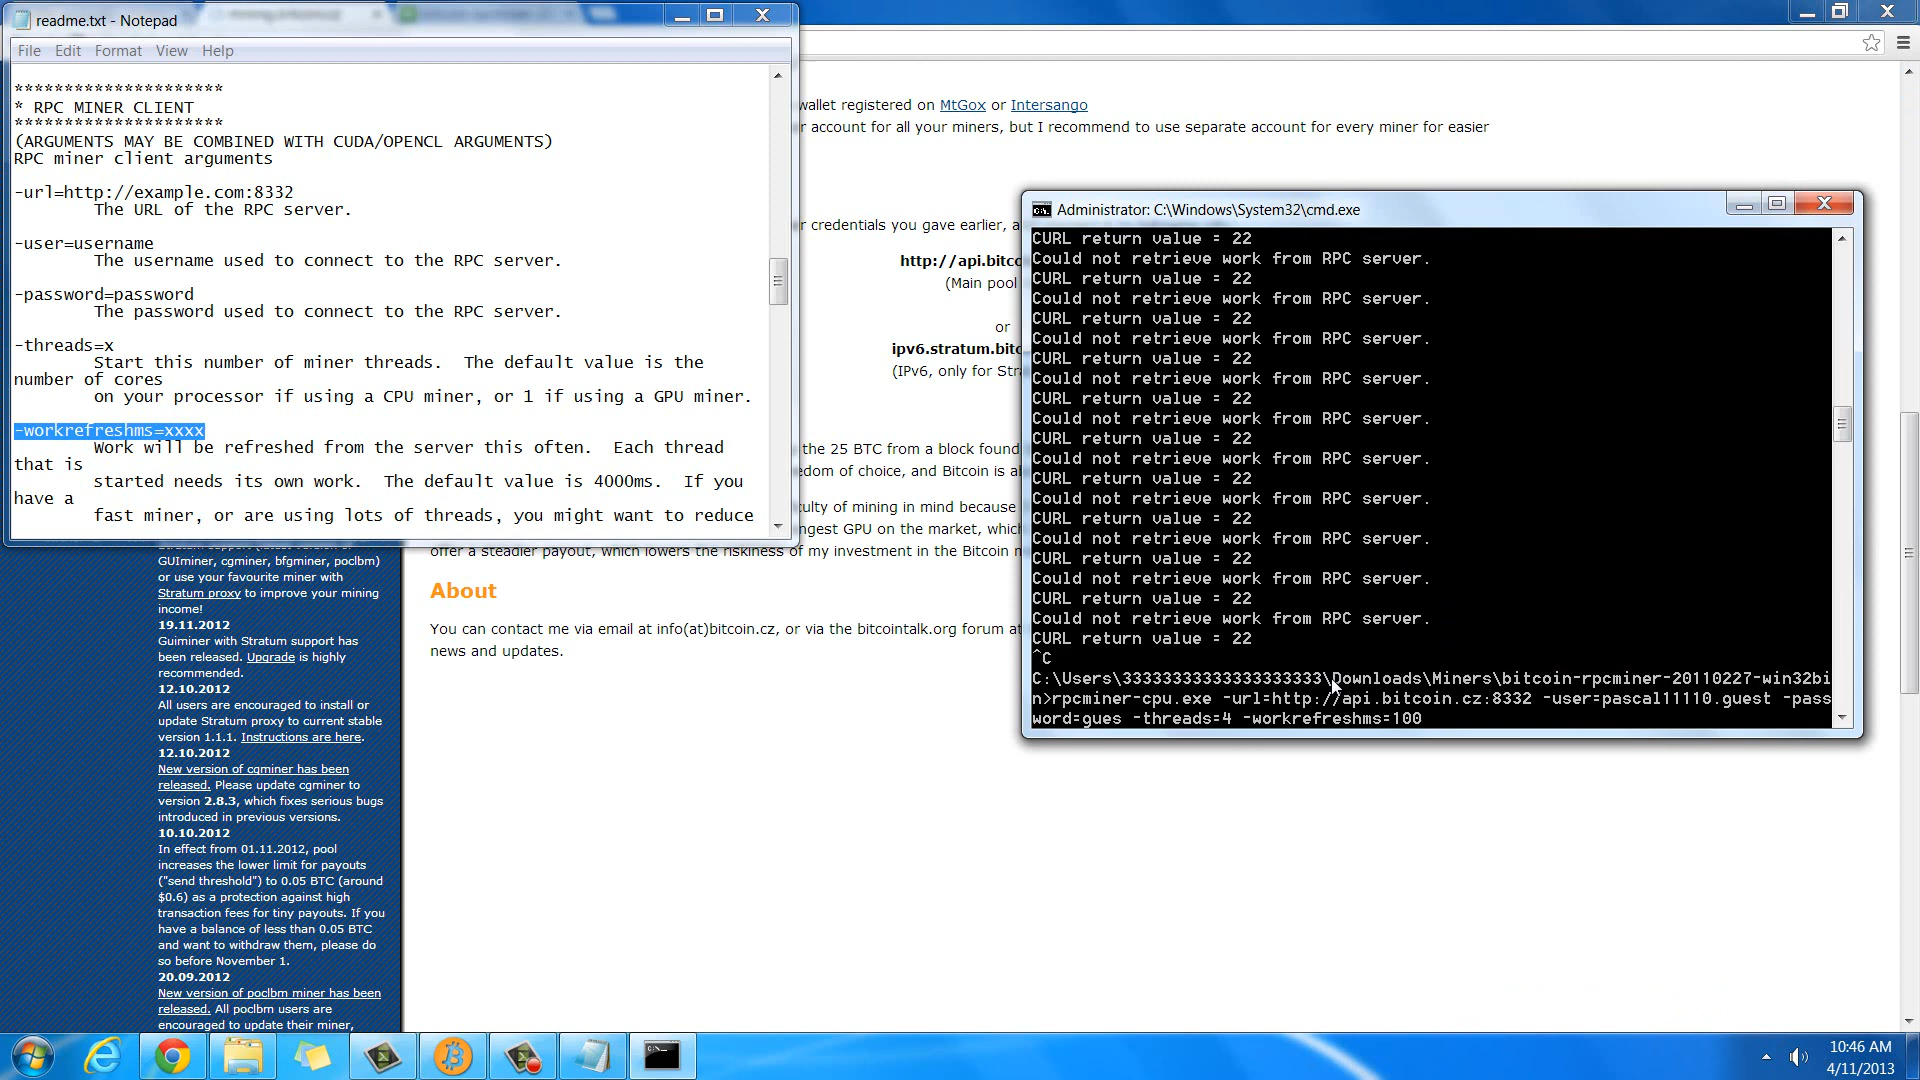 readme.txt - Notepad
File Edit Format View Help
*********************
* RPC MINER CLIENT
*********************
(ARGUMENTS MAY BE COMBINED WITH CUDA/OPENCL ARGUMENTS)
RPC miner client arguments
-url=http://example.com:8332
The URL of the RPC server.
-user=username
The username used to connect to the RPC server.
-password=password
The password used to connect to the RPC server.
-threads=x
Start this number of miner threads.  The default value is the
number of cores
on your processor if using a CPU miner, or 1 if using a GPU miner.
-workrefreshms=xxxx
Work will be refreshed from the server this often.  Each thread
that is
started needs its own work.  The default value is 4000ms.  If you
have a
fast miner, or are using lots of threads, you might want to reduce
wallet registered on MtGox or Intersango
account for all your miners, but I recommend to use separate account for every miner for easier
credentials you gave earlier,
http://api.bitco
(Main pool
or
ipv6.stratum.bitc
(IPv6, only for Str
the 25 BTC from a block found
dom of choice, and Bitcoin is
ulty of mining in mind because
ngest GPU on the market, which
offer a steadier payout, which lowers the riskiness of my investment in the Bitcoin
About
You can contact me via email at info(at)bitcoin.cz, or via the bitcointalk.org forum at
news and updates.
GUIminer, cgminer, bfgminer, poclbm)
or use your favourite miner with
Stratum proxy to improve your mining
income!
19.11.2012
Guiminer with Stratum support has
been released. Upgrade is highly
recommended.
12.10.2012
All users are encouraged to install or
update Stratum proxy to current stable
version 1.1.1. Instructions are here.
12.10.2012
New version of cgminer has been
released. Please update cgminer to
version 2.8.3, which fixes serious bugs
introduced in previous versions.
10.10.2012
In effect from 01.11.2012, pool
increases the lower limit for payouts
("send threshold") to 0.05 BTC (around
$0.6) as a protection against high
transaction fees for tiny payouts. If you
have a balance of less than 0.05 BTC
and want to withdraw them, please do
so before November 1.
20.09.2012
New version of poclbm miner has been
released. All poclbm users are
encouraged to update their miner,
Administrator: C:\Windows\System32\cmd.exe
CURL return value = 22
Could not retrieve work from RPC server.
CURL return value = 22
Could not retrieve work from RPC server.
CURL return value = 22
Could not retrieve work from RPC server.
CURL return value = 22
Could not retrieve work from RPC server.
CURL return value = 22
Could not retrieve work from RPC server.
CURL return value = 22
Could not retrieve work from RPC server.
CURL return value = 22
Could not retrieve work from RPC server.
CURL return value = 22
Could not retrieve work from RPC server.
CURL return value = 22
Could not retrieve work from RPC server.
CURL return value = 22
Could not retrieve work from RPC server.
CURL return value = 22
^C
C:\Users\33333333333333333333\Downloads\Miners\bitcoin-rpcminer-20110227-win32bi
n>rpcminer-cpu.exe -url=http://api.bitcoin.cz:8332 -user=pascal11110.guest -pass
word=gues -threads=4 -workrefreshms=100
10:46 AM
4/11/2013